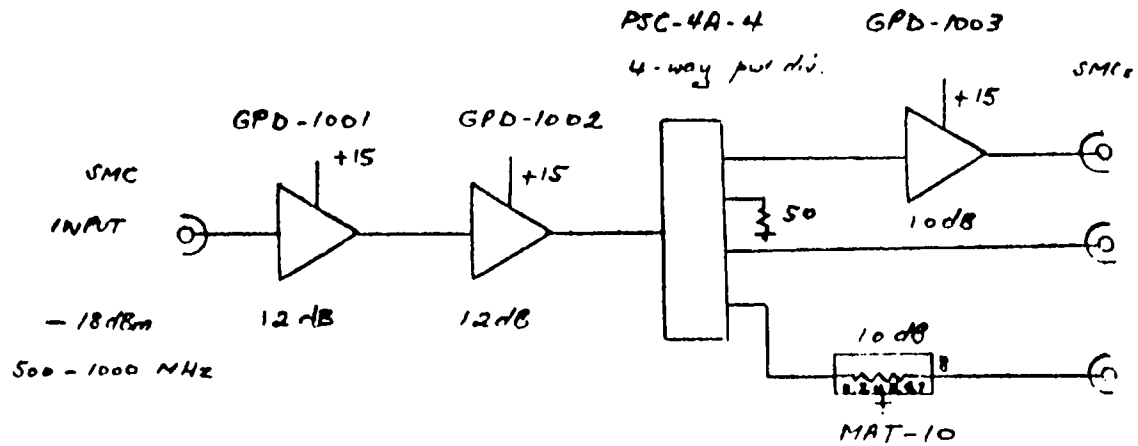 PSC-4A-4
4-way pwr div.
GPD-1003
SMCs
+15
GPD-1001
GPD-1002
+15
+15
SMC
INPUT
50
10dB
-18dBm
12dB
12dB
500-1000 MHz
10dB
8
MAT-10